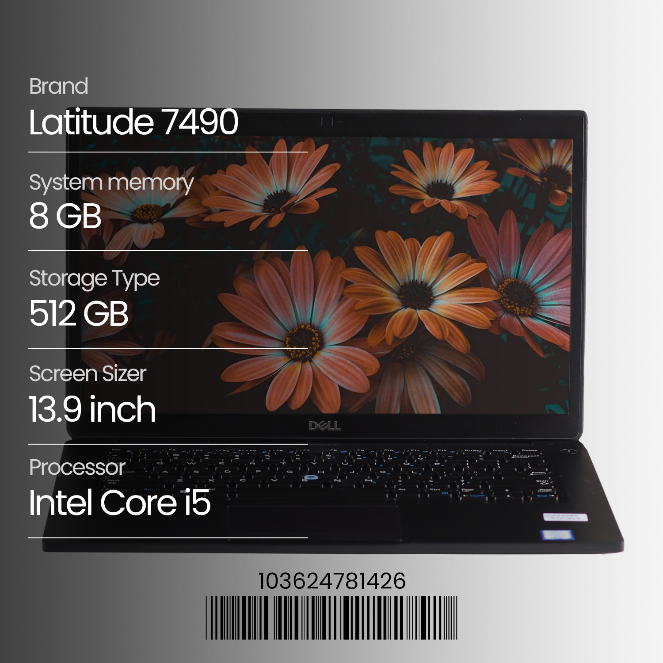 Brand
Latitude 7490
System memory
8 GB
Storage Type
512 GB
Screen Sizer
13.9 inch
DELL
Processor
Intel Core i5
103624781426